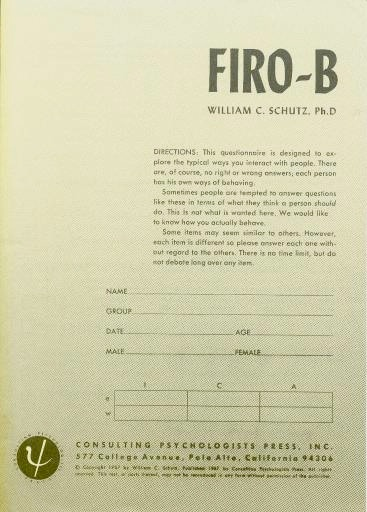 FIRO-B
WILLIAM C. SCHUTZ, Ph.D
DIRECTIONS: This questionnaire is designed to ex-
plore the typical ways you interact with people. There
are, of course, no right or wrong answers; each person
has his own ways of behaving.
Sometimes people are tempted to answer questions
like these in terms of what they think a person should
do. This is not what is wanted here. We would like
to know how you actually behave.
Some items may seem similar to others. However,
each item is different so please answer each one with-
out regard to the others. There is no time limit, but do
not debate long over any item.
NAME
GROUP
DATE AGE
MALE FEMALE
I C A
e
w
CONSULTING PSYCHOLOGISTS PRESS, INC.
577 College Avenue, Palo Alto, California 94306
© Copyright 1957 by William C. Schutz. Published 1967 by Consulting Psychologists Press. All rights
reserved. This test, or parts thereof, may not be reproduced in any form without permission of the publisher.